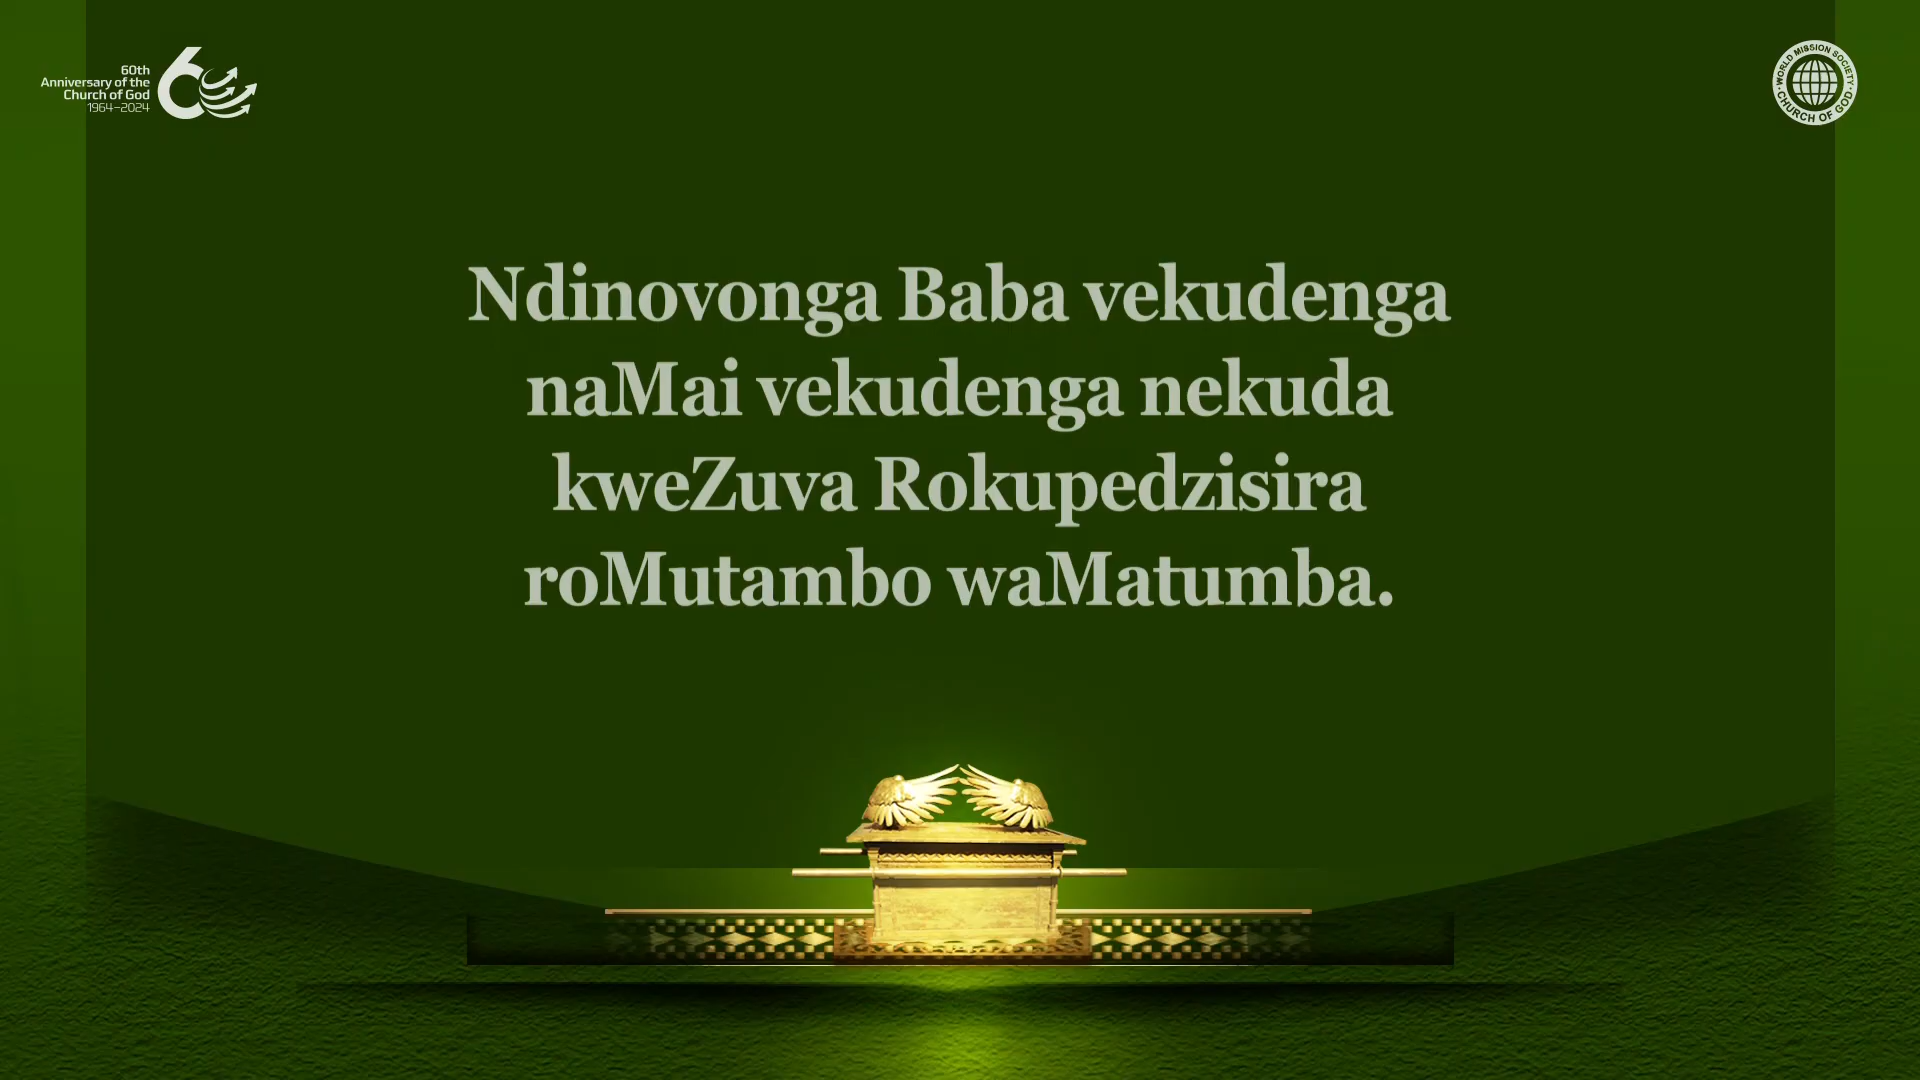 60th
Anniversary of the
Church of God
1964–2024
60
WORLD MISSION SOCIETY
CHURCH OF GOD
Ndinovonga Baba vekudenga
naMai vekudenga nekuda
kweZuva Rokupedzisira
roMutambo waMatumba.